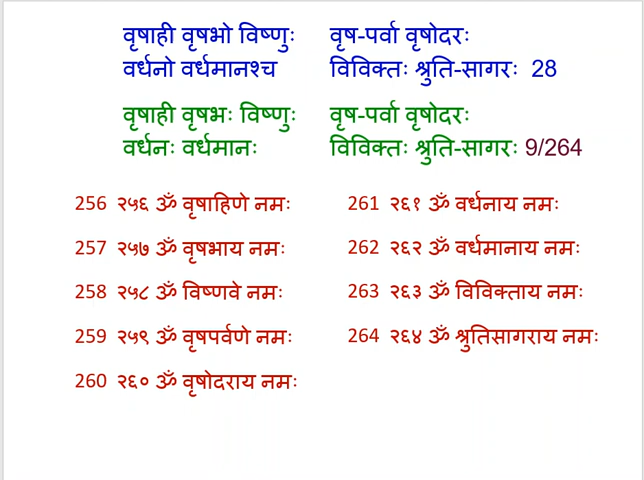 वृषाही वृषभो विष्णुः वृष-पर्वा वृषोदरः
वर्धनो वर्धमानश्च विविक्तः श्रुति-सागरः 28
वृषाही वृषभः विष्णुः वृष-पर्वा वृषोदरः
वर्धनः वर्धमानः विविक्तः श्रुति-सागरः 9/264
256 २५६ ॐ वृषाहिणे नमः
257 २५७ ॐ वृषभाय नमः
258 २५८ ॐ विष्णवे नमः
259 २५९ ॐ वृषपर्वणे नमः
260 २६० ॐ वृषोदराय नमः
261 २६१ ॐ वर्धनाय नमः
262 २६२ ॐ वर्धमानाय नमः
263 २६३ ॐ विविक्ताय नमः
264 २६४ ॐ श्रुतिसागराय नमः